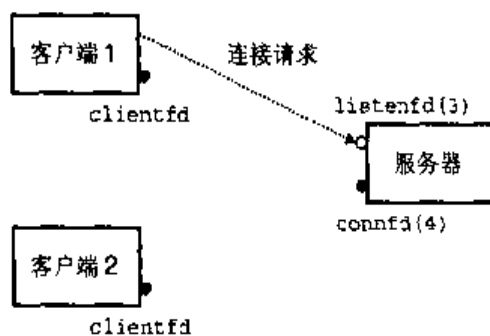 客户端1
连接请求
clientfd
listenfd(3)
服务器
connfd(4)
客户端2
clientfd